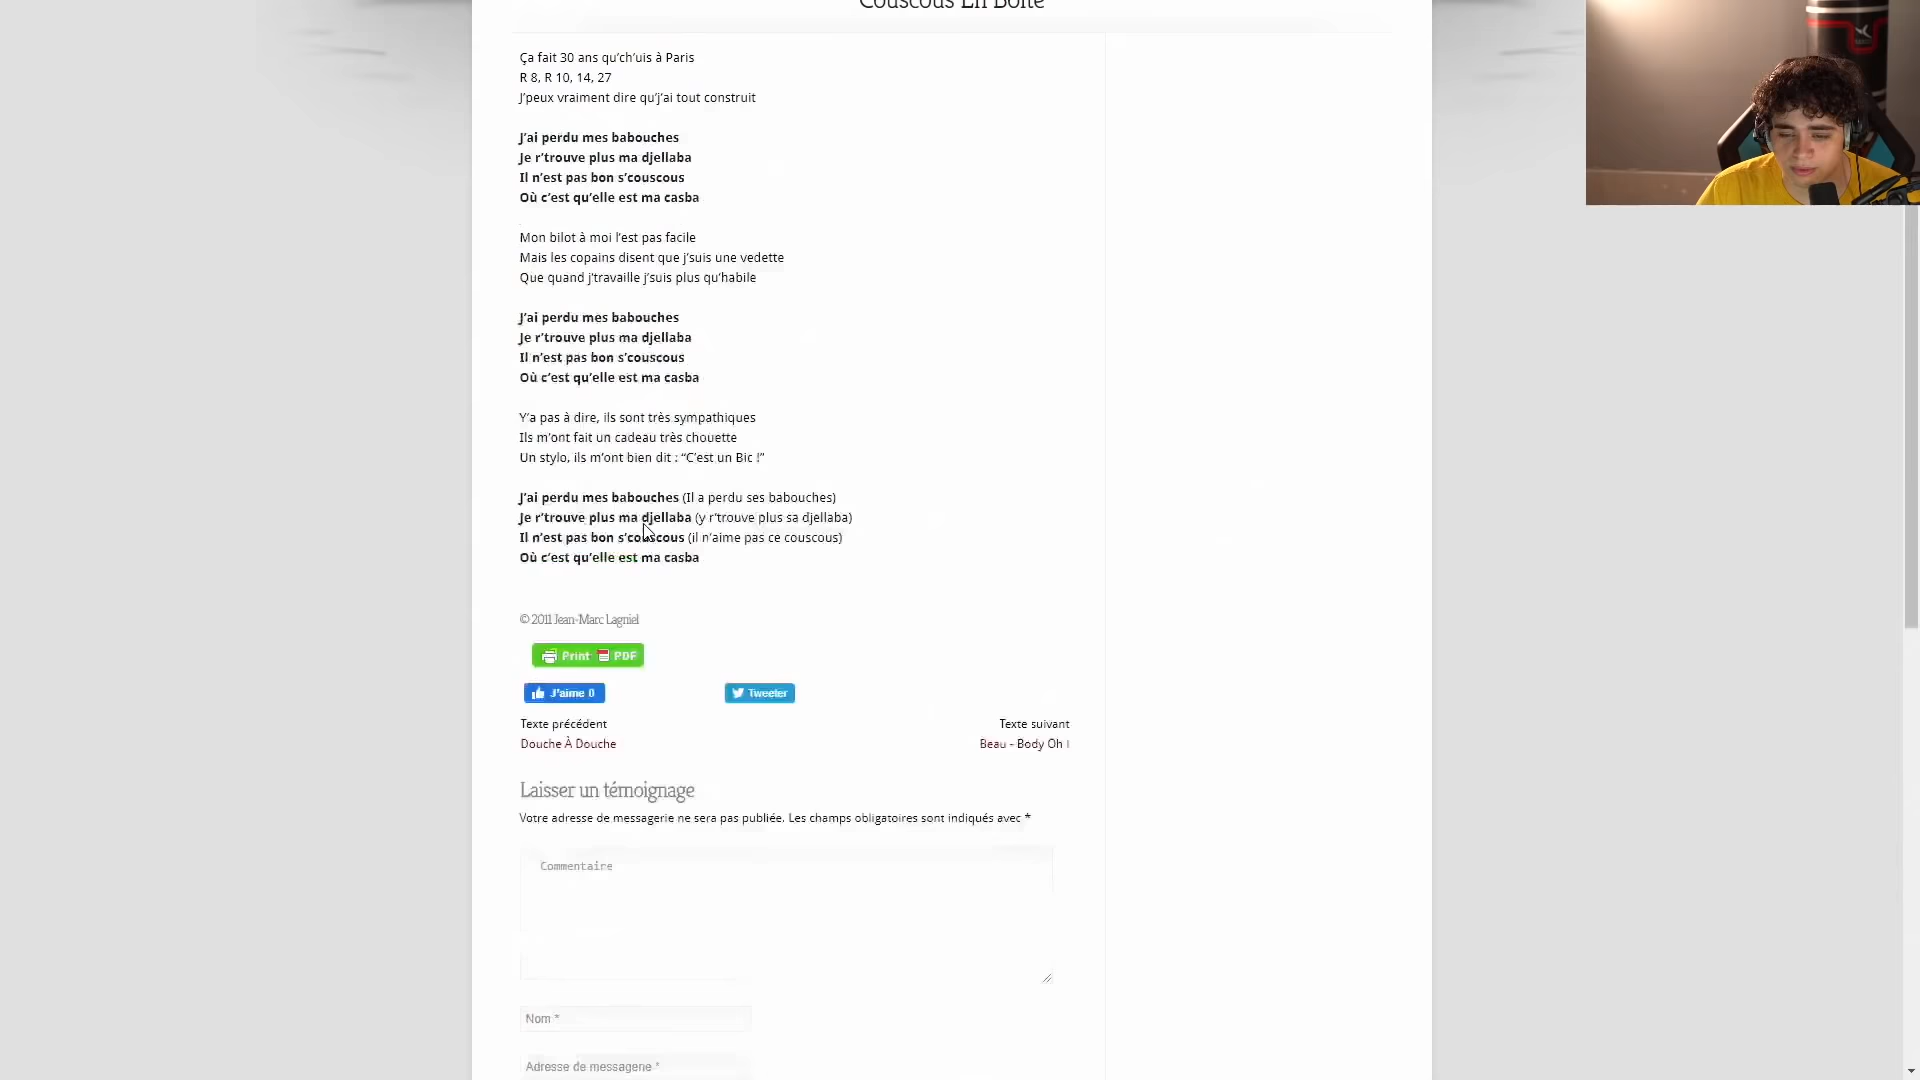 Couscous En Boîte
Ça fait 30 ans qu’ch’uis à Paris
R 8, R 10, 14, 27
J’peux vraiment dire qu’j’ai tout construit
J’ai perdu mes babouches
Je r’trouve plus ma djellaba
Il n’est pas bon s’couscous
Où c’est qu’elle est ma casba
Mon bilot à moi l’est pas facile
Mais les copains disent que j’suis une vedette
Que quand j’travaille j’suis plus qu’habile
J’ai perdu mes babouches
Je r’trouve plus ma djellaba
Il n’est pas bon s’couscous
Où c’est qu’elle est ma casba
Y’a pas à dire, ils sont très sympathiques
Ils m’ont fait un cadeau très chouette
Un stylo, ils m’ont bien dit : “C’est un Bic !”
J’ai perdu mes babouches (Il a perdu ses babouches)
Je r’trouve plus ma djellaba (y r’trouve plus sa djellaba)
Il n’est pas bon s’couscous (il n’aime pas ce couscous)
Où c’est qu’elle est ma casba
© 2011 Jean-Marc Lagniel
Print PDF
J’aime 0 Tweeter
Texte précédent Texte suivant
Douche À Douche Beau - Body Oh !
Laisser un témoignage
Votre adresse de messagerie ne sera pas publiée. Les champs obligatoires sont indiqués avec *
Commentaire
Nom *
Adresse de messagerie *